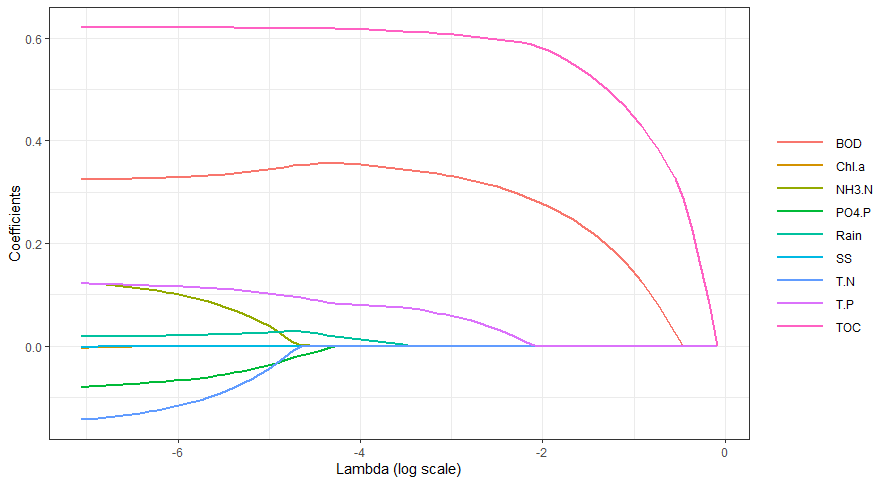 0.6
0.4
0.2
0.0
Coefficients
-6
-4
-2
0
Lambda (log scale)
BOD
Chl.a
NH3.N
PO4.P
Rain
SS
T.N
T.P
TOC